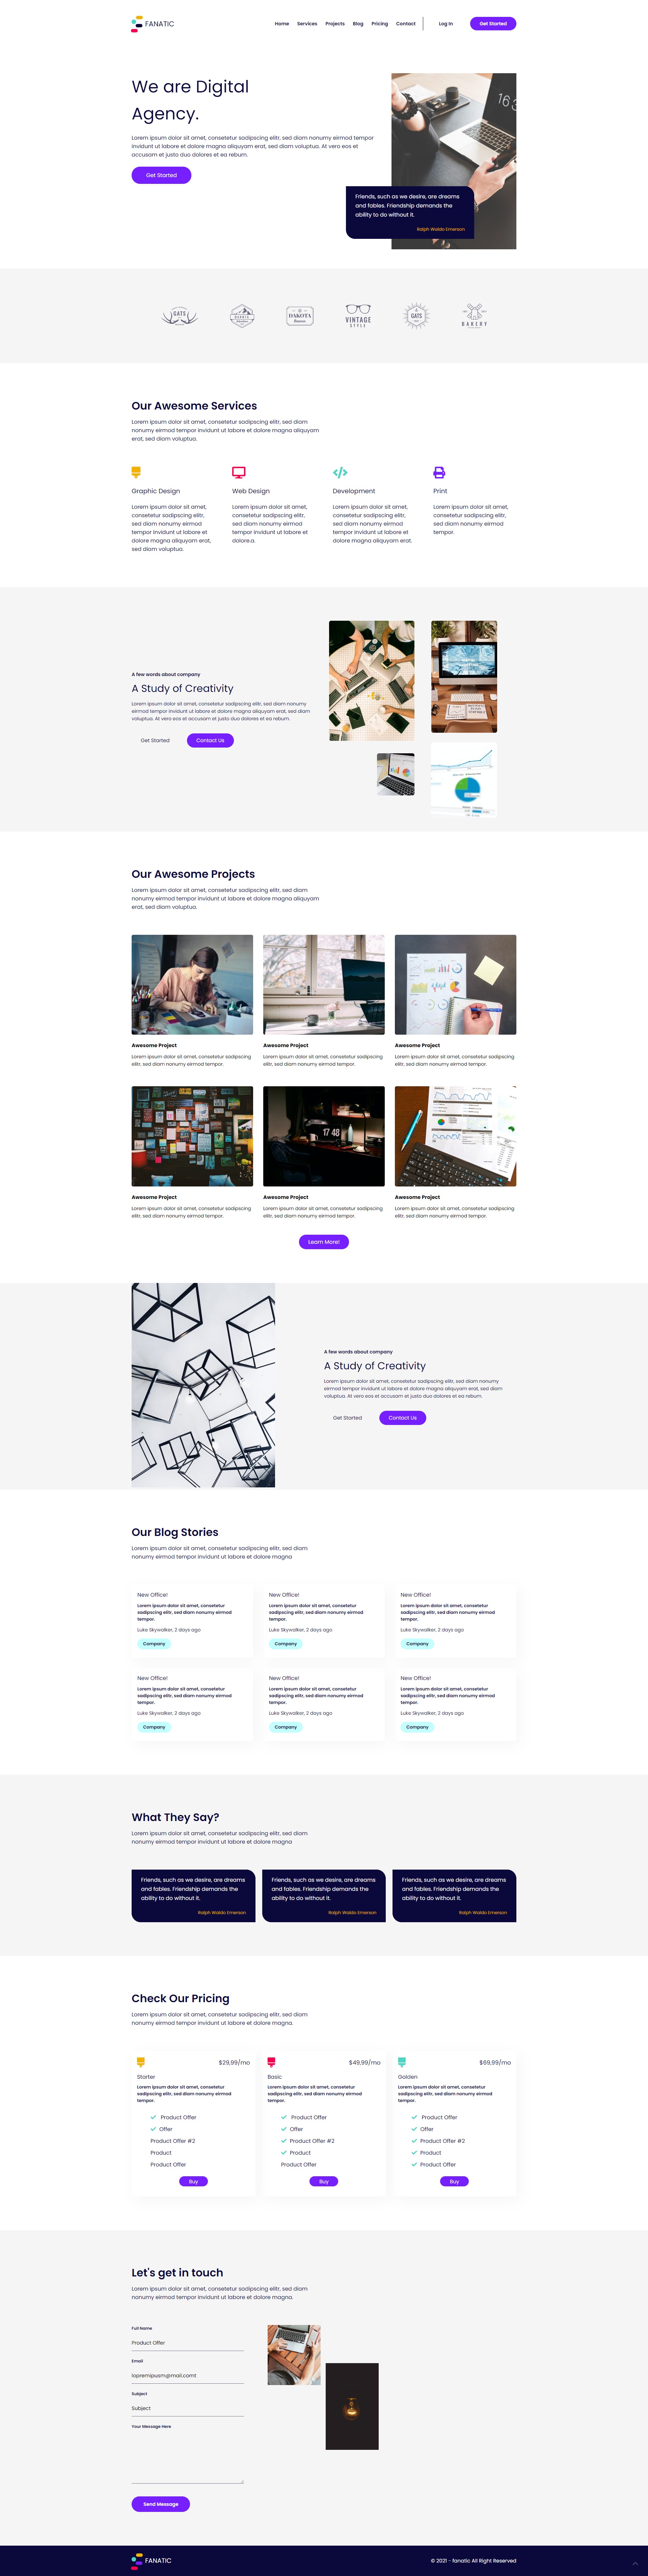 FANATIC
Home Services Projects Blog Pricing Contact Log In Get Started
We are Digital
Agency.
Lorem ipsum dolor sit amet, consetetur sadipscing elitr, sed diam nonumy eirmod tempor
invidunt ut labore et dolore magna aliquyam erat, sed diam voluptua. At vero eos et
accusam et justo duo dolores et ea rebum.
Get Started
Friends, such as we desire, are dreams
and fables. Friendship demands the
ability to do without it.
Ralph Waldo Emerson
GATS
DAKOTA
VINTAGE
STYLE
GATS
BAKERY
Our Awesome Services
Lorem ipsum dolor sit amet, consetetur sadipscing elitr, sed diam
nonumy eirmod tempor invidunt ut labore et dolore magna aliquyam
erat, sed diam voluptua.
Graphic Design
Lorem ipsum dolor sit amet,
consetetur sadipscing elitr,
sed diam nonumy eirmod
tempor invidunt ut labore et
dolore magna aliquyam erat,
sed diam voluptua.
Web Design
Lorem ipsum dolor sit amet,
consetetur sadipscing elitr,
sed diam nonumy eirmod
tempor invidunt ut labore et
dolore.a.
Development
Lorem ipsum dolor sit amet,
consetetur sadipscing elitr,
sed diam nonumy eirmod
tempor invidunt ut labore et
dolore magna aliquyam erat.
Print
Lorem ipsum dolor sit amet,
consetetur sadipscing elitr,
sed diam nonumy eirmod
tempor.
A few words about company
A Study of Creativity
Lorem ipsum dolor sit amet, consetetur sadipscing elitr, sed diam nonumy
eirmod tempor invidunt ut labore et dolore magna aliquyam erat, sed diam
voluptua. At vero eos et accusam et justo duo dolores et ea rebum.
Get Started Contact Us
Our Awesome Projects
Lorem ipsum dolor sit amet, consetetur sadipscing elitr, sed diam
nonumy eirmod tempor invidunt ut labore et dolore magna aliquyam
erat, sed diam voluptua.
Awesome Project
Lorem ipsum dolor sit amet, consetetur sadipscing
elitr, sed diam nonumy eirmod tempor.
Awesome Project
Lorem ipsum dolor sit amet, consetetur sadipscing
elitr, sed diam nonumy eirmod tempor.
Awesome Project
Lorem ipsum dolor sit amet, consetetur sadipscing
elitr, sed diam nonumy eirmod tempor.
17 48
Awesome Project
Lorem ipsum dolor sit amet, consetetur sadipscing
elitr, sed diam nonumy eirmod tempor.
Awesome Project
Lorem ipsum dolor sit amet, consetetur sadipscing
elitr, sed diam nonumy eirmod tempor.
Awesome Project
Lorem ipsum dolor sit amet, consetetur sadipscing
elitr, sed diam nonumy eirmod tempor.
Learn More!
A few words about company
A Study of Creativity
Lorem ipsum dolor sit amet, consetetur sadipscing elitr, sed diam nonumy
eirmod tempor invidunt ut labore et dolore magna aliquyam erat, sed diam
voluptua. At vero eos et accusam et justo duo dolores et ea rebum.
Get Started Contact Us
Our Blog Stories
Lorem ipsum dolor sit amet, consetetur sadipscing elitr, sed diam
nonumy eirmod tempor invidunt ut labore et dolore magna
New Office!
Lorem ipsum dolor sit amet, consetetur
sadipscing elitr, sed diam nonumy eirmod
tempor.
Luke Skywalker, 2 days ago
Company
New Office!
Lorem ipsum dolor sit amet, consetetur
sadipscing elitr, sed diam nonumy eirmod
tempor.
Luke Skywalker, 2 days ago
Company
New Office!
Lorem ipsum dolor sit amet, consetetur
sadipscing elitr, sed diam nonumy eirmod
tempor.
Luke Skywalker, 2 days ago
Company
New Office!
Lorem ipsum dolor sit amet, consetetur
sadipscing elitr, sed diam nonumy eirmod
tempor.
Luke Skywalker, 2 days ago
Company
New Office!
Lorem ipsum dolor sit amet, consetetur
sadipscing elitr, sed diam nonumy eirmod
tempor.
Luke Skywalker, 2 days ago
Company
New Office!
Lorem ipsum dolor sit amet, consetetur
sadipscing elitr, sed diam nonumy eirmod
tempor.
Luke Skywalker, 2 days ago
Company
What They Say?
Lorem ipsum dolor sit amet, consetetur sadipscing elitr, sed diam
nonumy eirmod tempor invidunt ut labore et dolore magna
Friends, such as we desire, are dreams
and fables. Friendship demands the
ability to do without it.
Ralph Waldo Emerson
Friends, such as we desire, are dreams
and fables. Friendship demands the
ability to do without it.
Ralph Waldo Emerson
Friends, such as we desire, are dreams
and fables. Friendship demands the
ability to do without it.
Ralph Waldo Emerson
Check Our Pricing
Lorem ipsum dolor sit amet, consetetur sadipscing elitr, sed diam
nonumy eirmod tempor invidunt ut labore et dolore magna.
$29,99/mo
Starter
Lorem ipsum dolor sit amet, consetetur
sadipscing elitr, sed diam nonumy eirmod
tempor.
Product Offer
Offer
Product Offer #2
Product
Product Offer
Buy
$49,99/mo
Basic
Lorem ipsum dolor sit amet, consetetur
sadipscing elitr, sed diam nonumy eirmod
tempor.
Product Offer
Offer
Product Offer #2
Product
Product Offer
Buy
$69,99/mo
Golden
Lorem ipsum dolor sit amet, consetetur
sadipscing elitr, sed diam nonumy eirmod
tempor.
Product Offer
Offer
Product Offer #2
Product
Product Offer
Buy
Let's get in touch
Lorem ipsum dolor sit amet, consetetur sadipscing elitr, sed diam
nonumy eirmod tempor invidunt ut labore et dolore magna.
Full Name
Product Offer
Email
lopremipusm@mail.comt
Subject
Subject
Your Message Here
Send Message
FANATIC
© 2021 - fanatic All Right Reserved